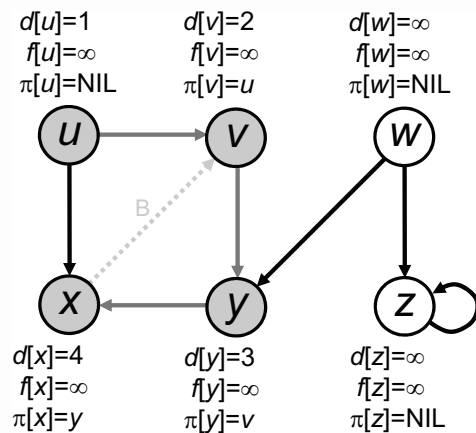 d[u]=1 d[v]=2 d[w]=∞
f[u]=∞ f[v]=∞ f[w]=∞
π[u]=NIL π[v]=u π[w]=NIL
u v w
B
x y z
d[x]=4 d[y]=3 d[z]=∞
f[x]=∞ f[y]=∞ f[z]=∞
π[x]=y π[y]=v π[z]=NIL